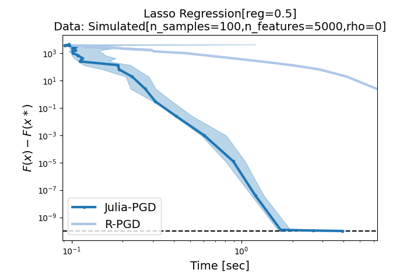 Lasso Regression[reg=0.5]
Data: Simulated[n_samples=100,n_features=5000,rho=0]
F(x) − F(x*)
10³
10¹
10⁻¹
10⁻³
10⁻⁵
10⁻⁷
10⁻⁹
Julia-PGD
R-PGD
10⁻¹ 10⁰
Time [sec]